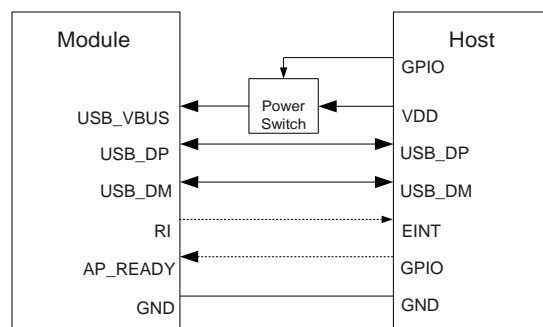 Module
Host
GPIO
Power
Switch
USB_VBUS
VDD
USB_DP
USB_DP
USB_DM
USB_DM
RI
EINT
AP_READY
GPIO
GND
GND